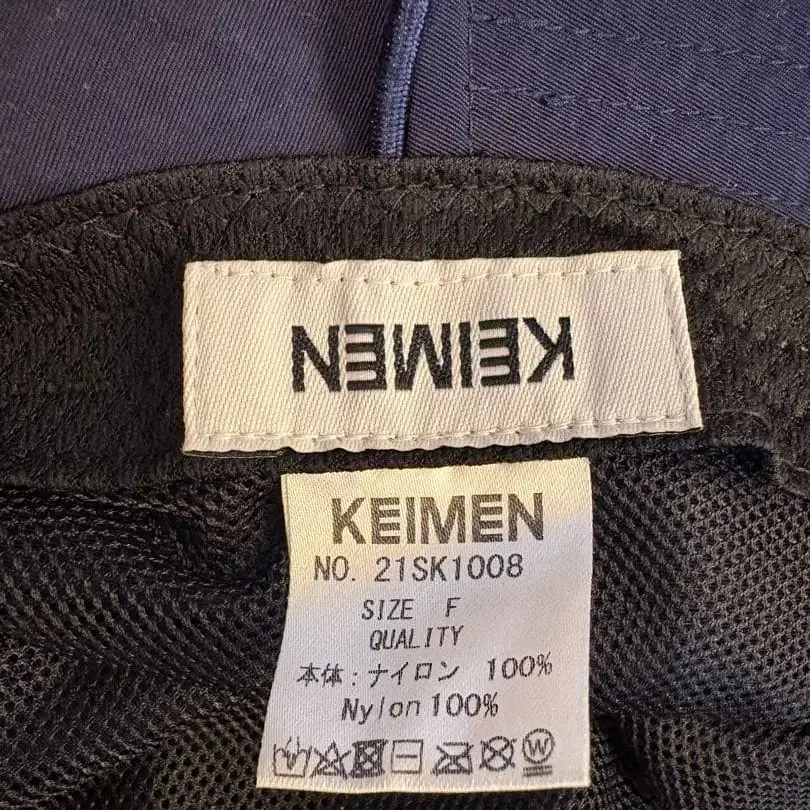 KEIMEN
KEIMEN
NO. 21SK1008
SIZE F
QUALITY
本体:ナイロン 100%
Nylon 100%
W